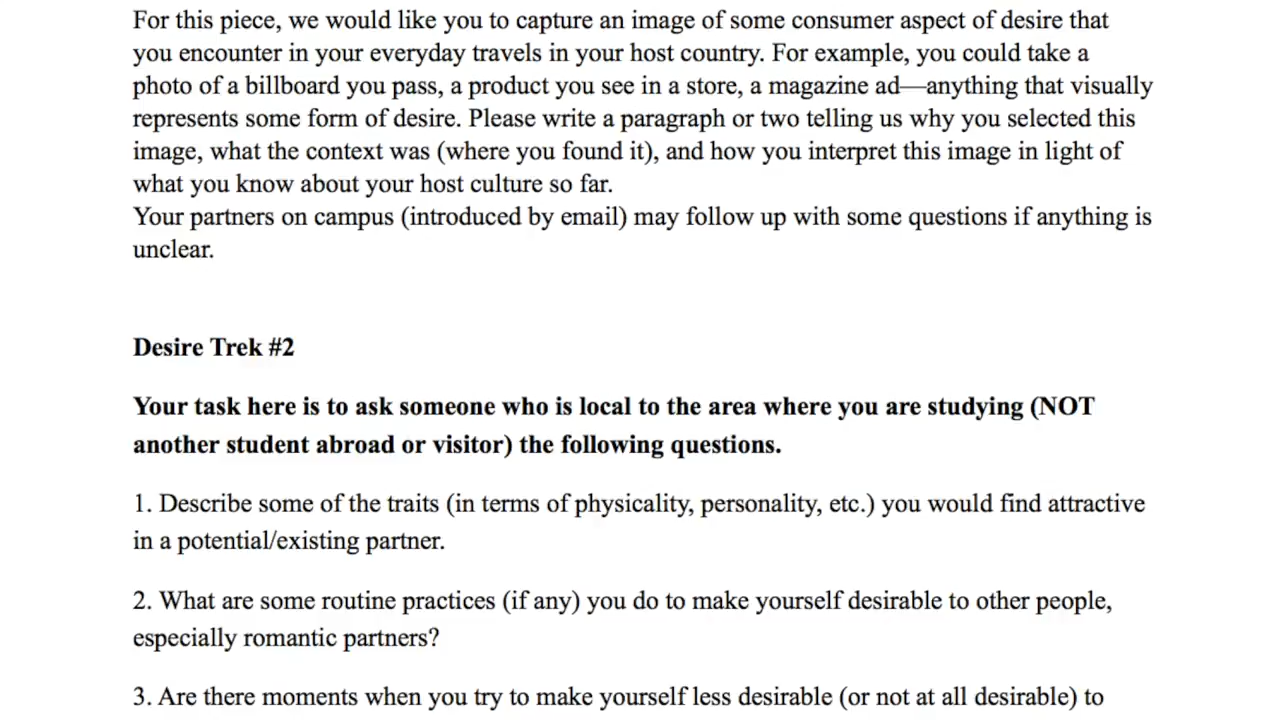 For this piece, we would like you to capture an image of some consumer aspect of desire that
you encounter in your everyday travels in your host country. For example, you could take a
photo of a billboard you pass, a product you see in a store, a magazine ad—anything that visually
represents some form of desire. Please write a paragraph or two telling us why you selected this
image, what the context was (where you found it), and how you interpret this image in light of
what you know about your host culture so far.
Your partners on campus (introduced by email) may follow up with some questions if anything is
unclear.
Desire Trek #2
Your task here is to ask someone who is local to the area where you are studying (NOT
another student abroad or visitor) the following questions.
1. Describe some of the traits (in terms of physicality, personality, etc.) you would find attractive
in a potential/existing partner.
2. What are some routine practices (if any) you do to make yourself desirable to other people,
especially romantic partners?
3. Are there moments when you try to make yourself less desirable (or not at all desirable) to